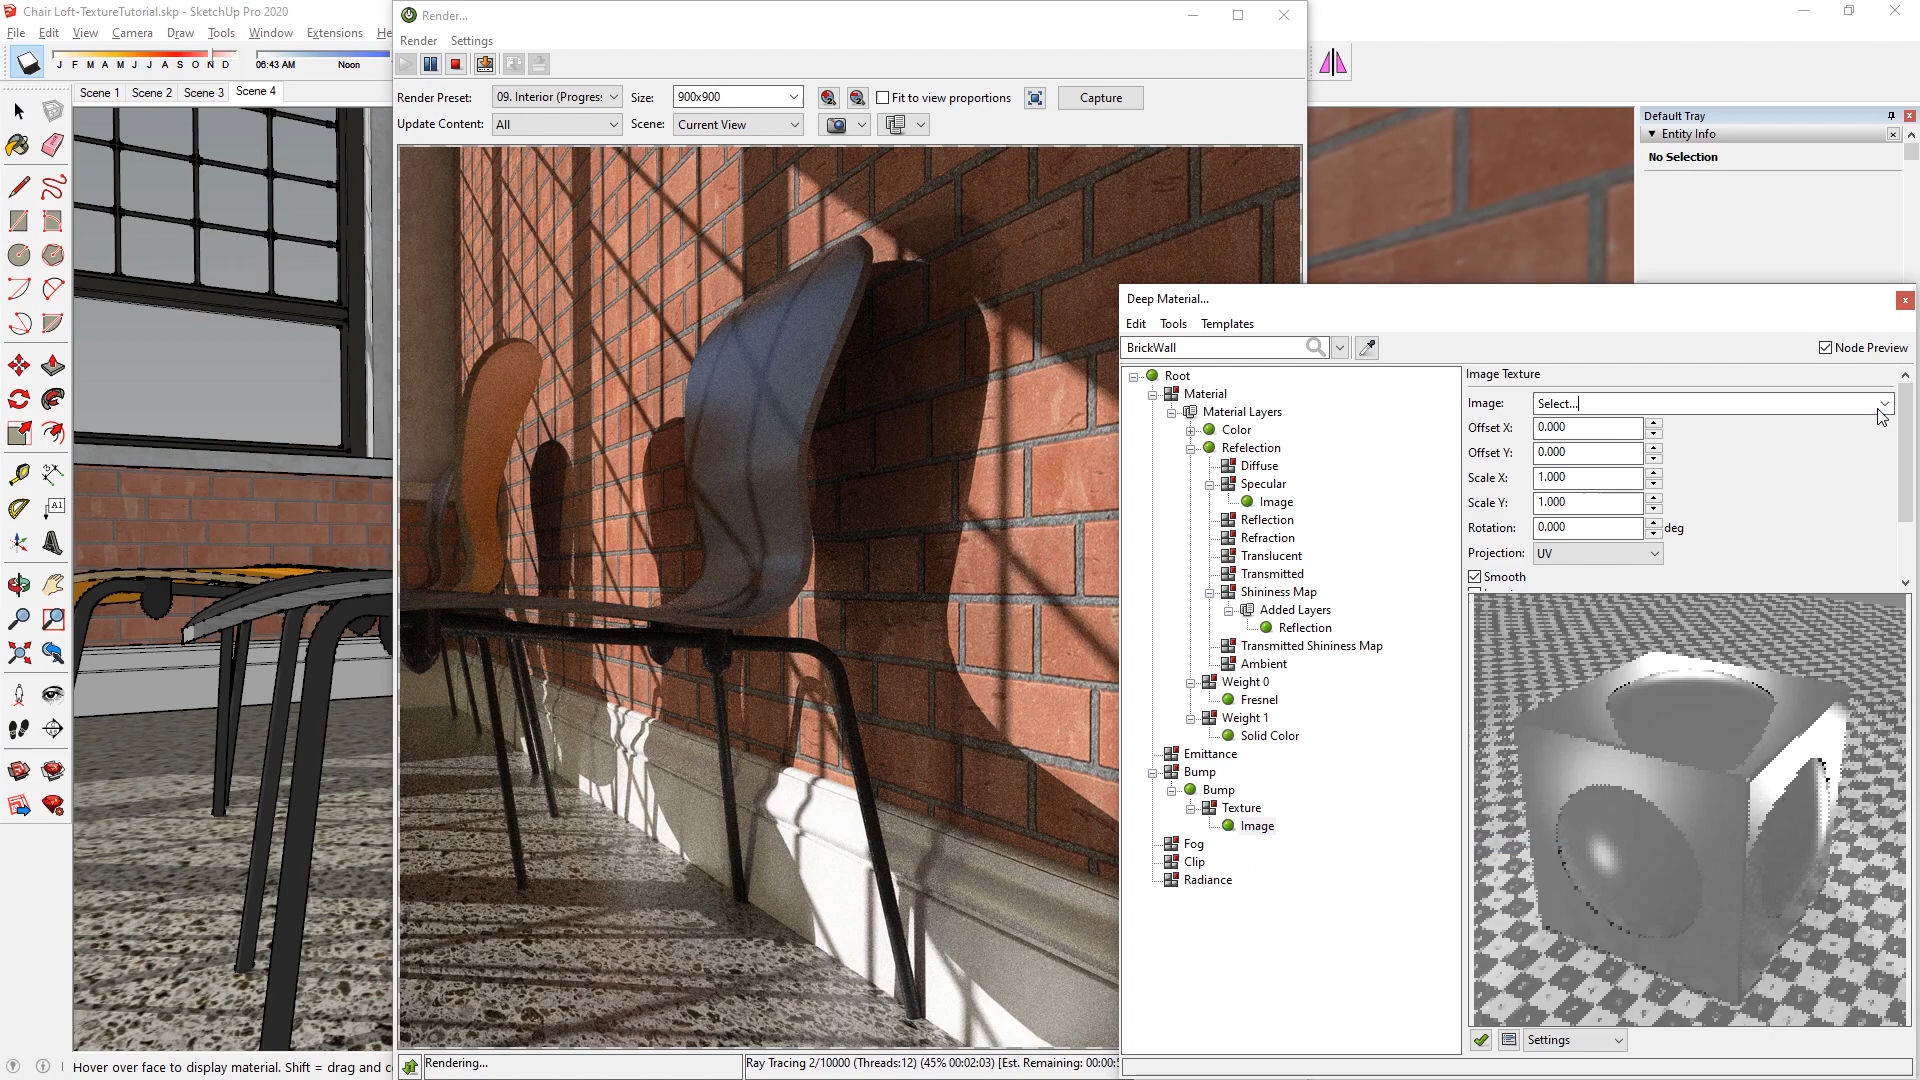 Chair Loft-TextureTutorial.skp - SketchUp Pro 2020
File Edit View Camera Draw Tools Window Extensions He
J F M A M J J A S O N D 06:43 AM Noon
Scene 1 Scene 2 Scene 3 Scene 4
A1
Hover over face to display material. Shift = drag and c
Render...
Render Settings
Render Preset: 09. Interior (Progres: Size: 900x900 Fit to view proportions Capture
Update Content: All Scene: Current View
Rendering... Ray Tracing 2/10000 (Threads:12) (45% 00:02:03) [Est. Remaining: 00:00:5
Default Tray
Entity Info
No Selection
Deep Material...
Edit Tools Templates
BrickWall
Node Preview
Root
Material
Material Layers
Color
Refelection
Diffuse
Specular
Image
Reflection
Refraction
Translucent
Transmitted
Shininess Map
Added Layers
Reflection
Transmitted Shininess Map
Ambient
Weight 0
Fresnel
Weight 1
Solid Color
Emittance
Bump
Bump
Texture
Image
Fog
Clip
Radiance
Image Texture
Image: Select...
Offset X: 0.000
Offset Y: 0.000
Scale X: 1.000
Scale Y: 1.000
Rotation: 0.000 deg
Projection: UV
Smooth
Settings